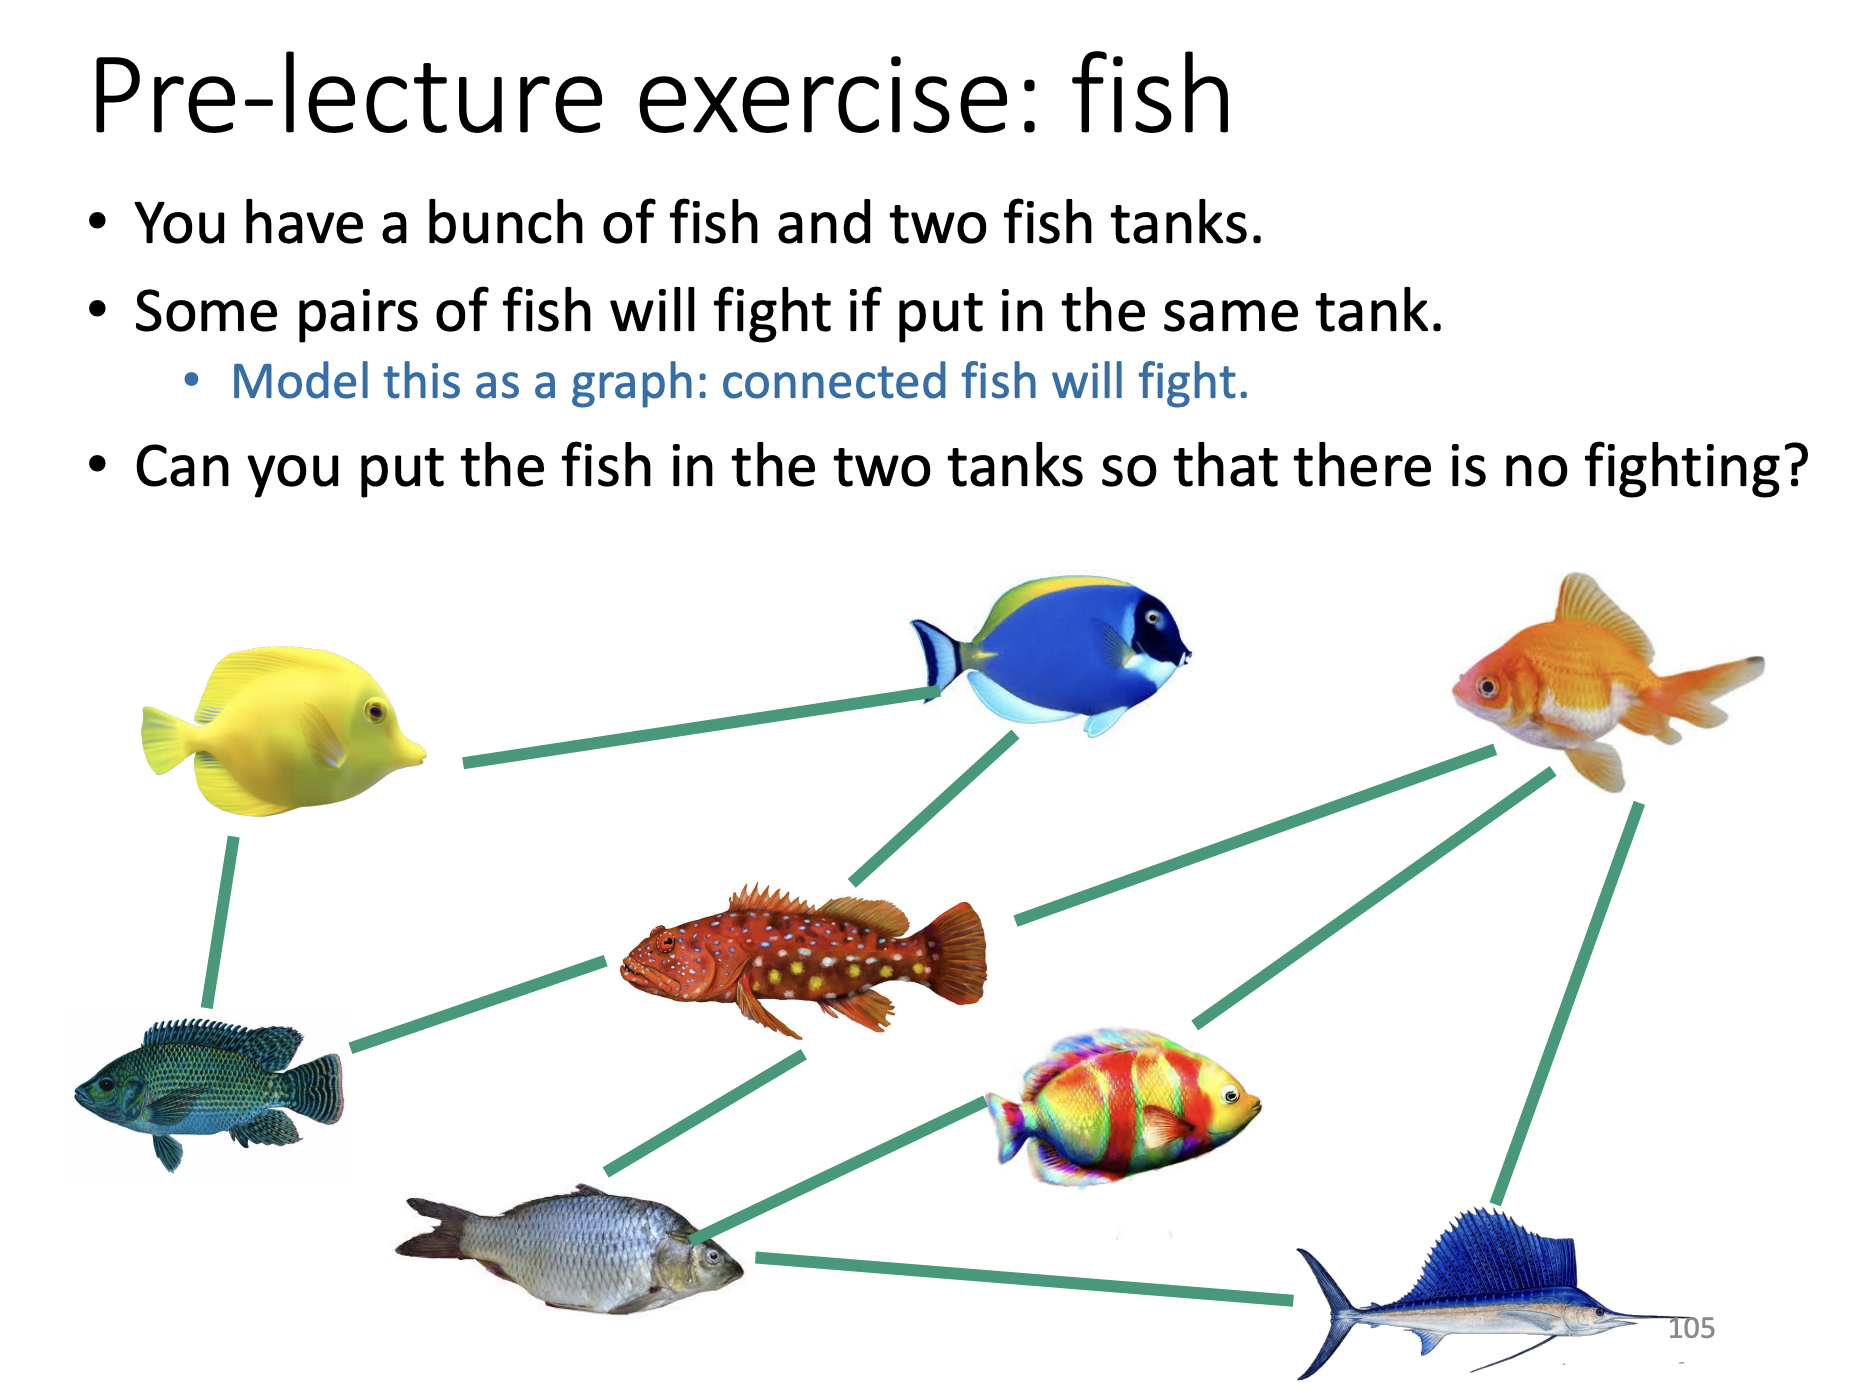 Pre-lecture exercise: fish
• You have a bunch of fish and two fish tanks.
• Some pairs of fish will fight if put in the same tank.
• Model this as a graph: connected fish will fight.
• Can you put the fish in the two tanks so that there is no fighting?
105